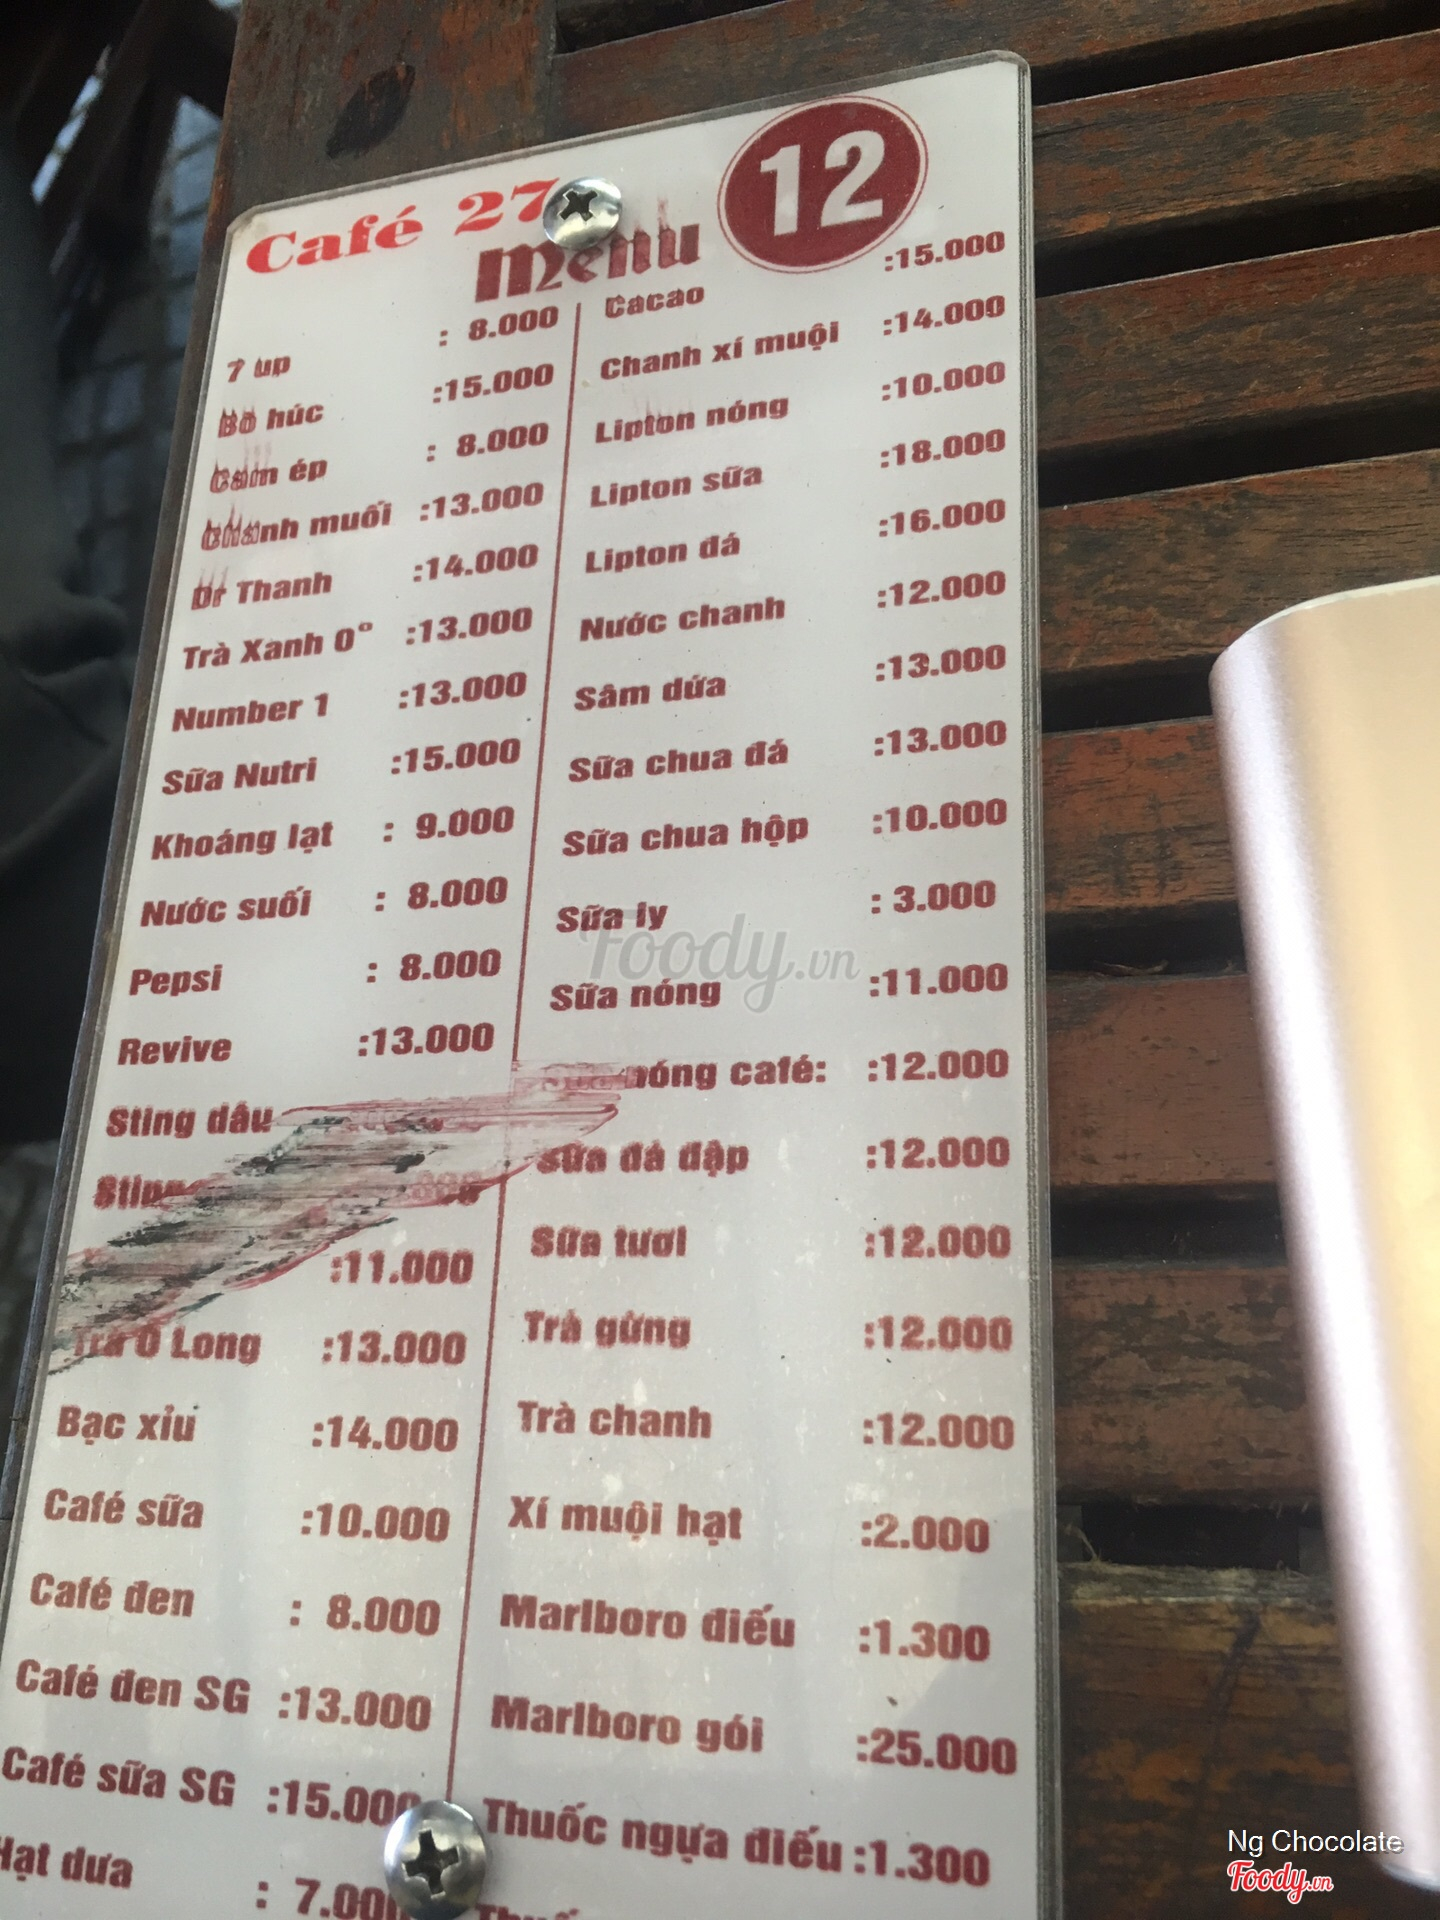 Café 27
Menu
12
7 up : 8.000
Bò húc :15.000
Cam ép : 8.000
Chanh muối :13.000
Dr Thanh :14.000
Trà Xanh 0° :13.000
Number 1 :13.000
Sữa Nutri :15.000
Khoáng lạt : 9.000
Nước suối : 8.000
Pepsi : 8.000
Revive :13.000
Sting dâu
:11.000
Trà Ô Long :13.000
Bạc xỉu :14.000
Café sữa :10.000
Café đen : 8.000
Café đen SG :13.000
Café sữa SG :15.000
Hạt dưa : 7.000
Cacao :15.000
Chanh xí muội :14.000
Lipton nóng :10.000
Lipton sữa :18.000
Lipton đá :16.000
Nước chanh :12.000
Sâm dứa :13.000
Sữa chua đá :13.000
Sữa chua hộp :10.000
Sữa ly : 3.000
Sữa nóng :11.000
nóng café: :12.000
Sữa đá đập :12.000
Sữa tươi :12.000
Trà gừng :12.000
Trà chanh :12.000
Xí muội hạt :2.000
Marlboro điếu :1.300
Marlboro gói :25.000
Thuốc ngựa điếu :1.300
Foody.vn
Ng Chocolate
Foody.vn